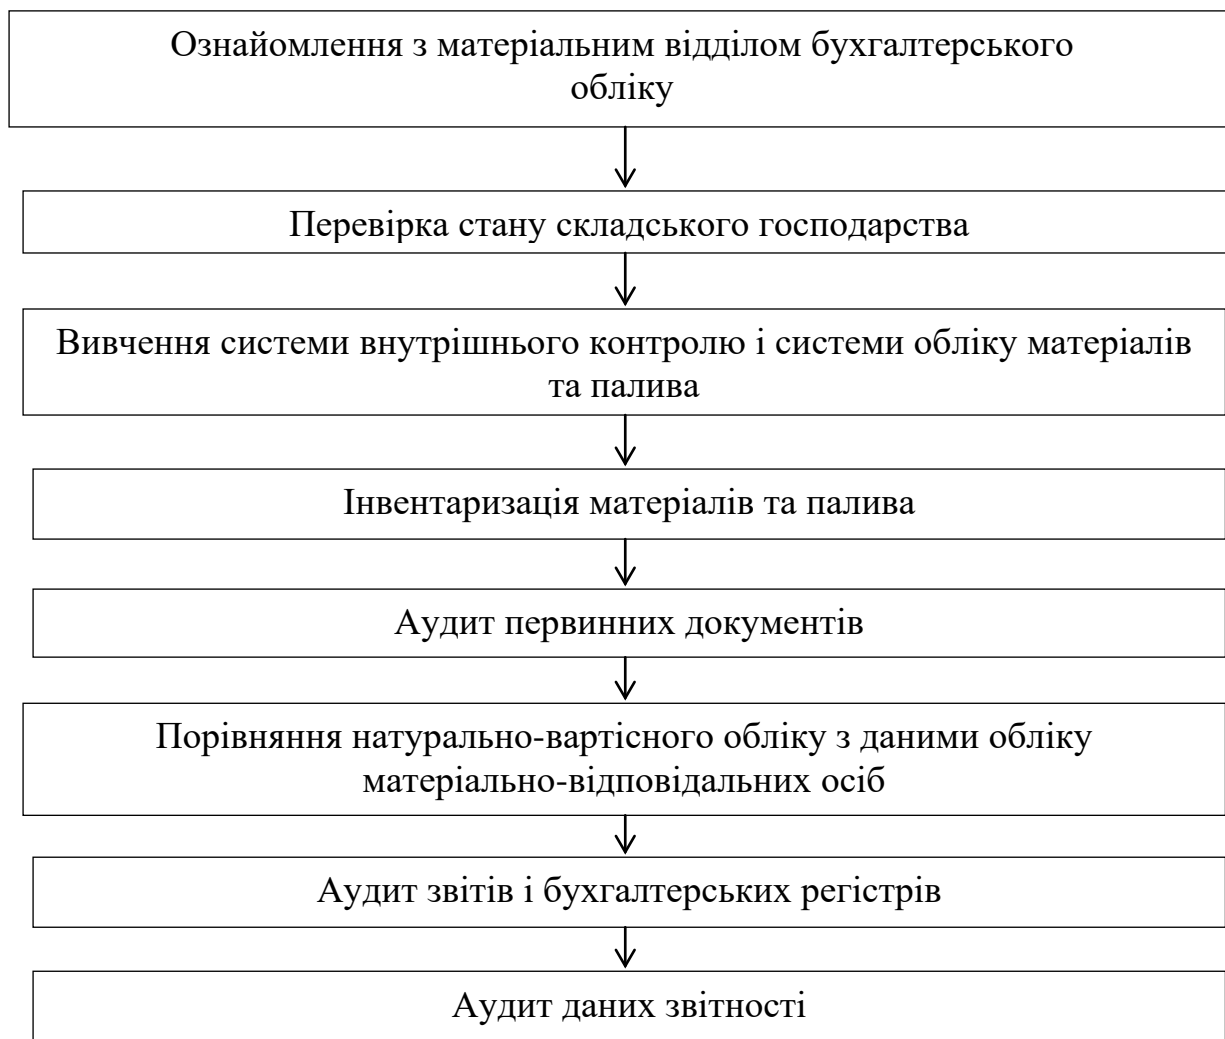 Ознайомлення з матеріальним відділом бухгалтерського
обліку
Перевірка стану складського господарства
Вивчення системи внутрішнього контролю і системи обліку матеріалів
та палива
Інвентаризація матеріалів та палива
Аудит первинних документів
Порівняння натурально-вартісного обліку з даними обліку
матеріально-відповідальних осіб
Аудит звітів і бухгалтерських регістрів
Аудит даних звітності